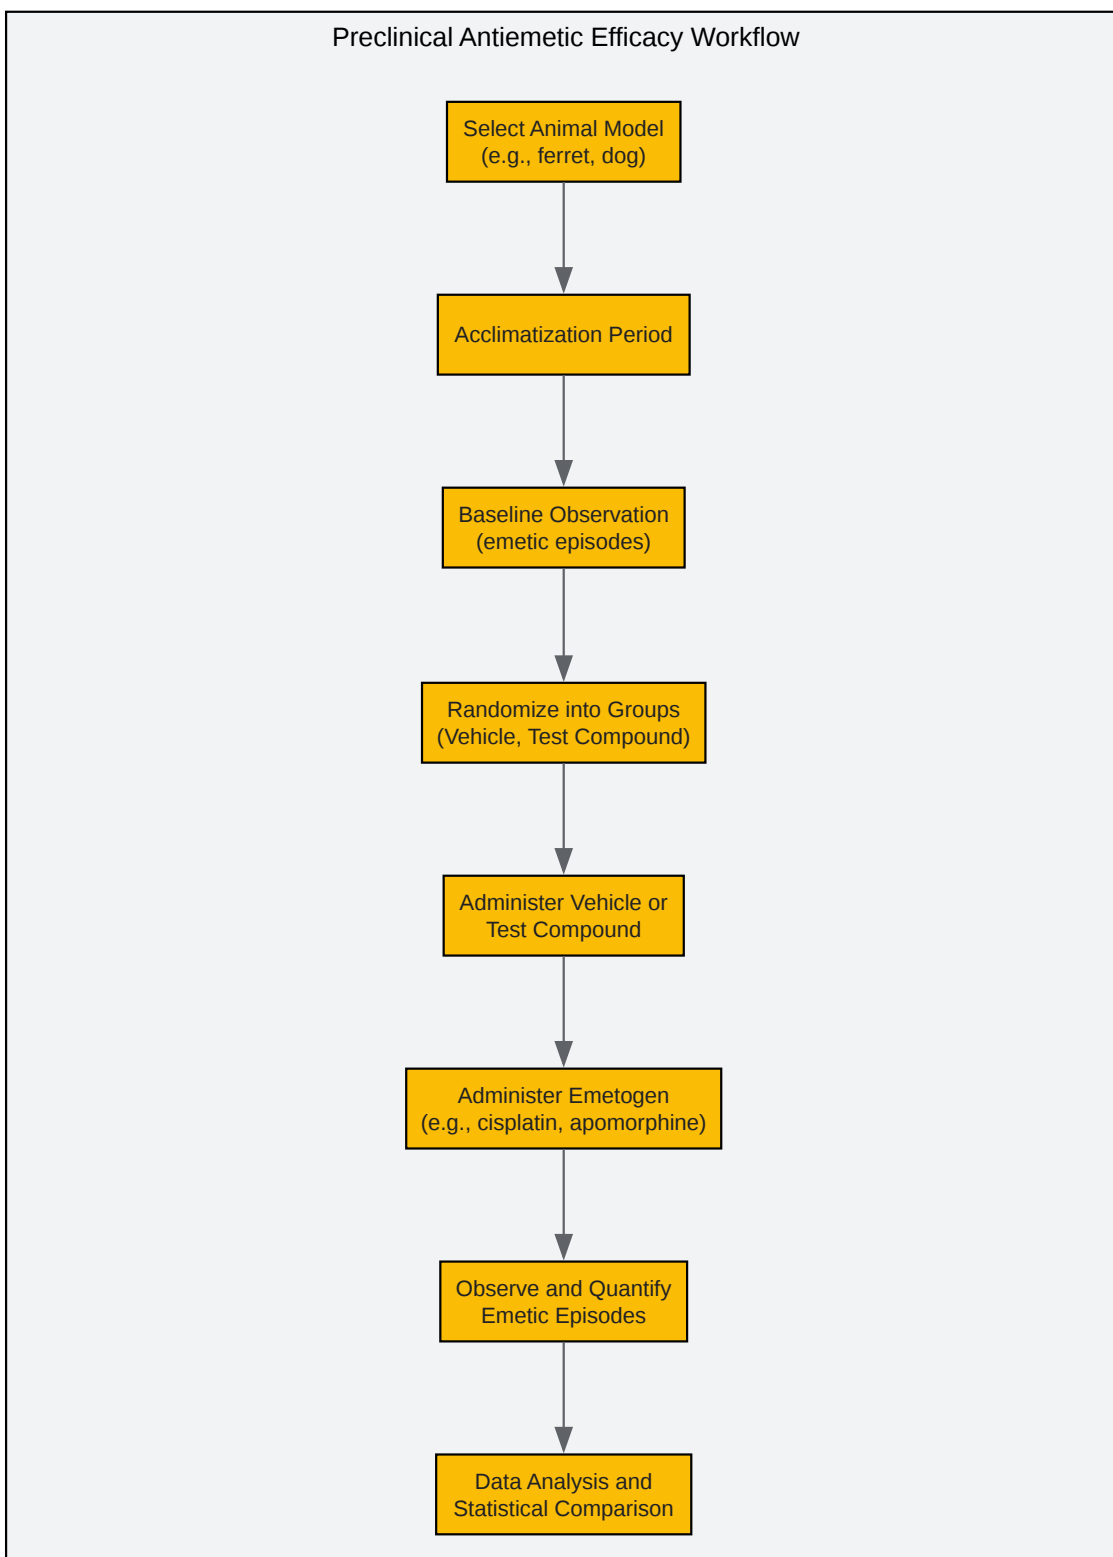 Preclinical Antiemetic Efficacy Workflow
Select Animal Model
(e.g., ferret, dog)
Acclimatization Period
Baseline Observation
(emetic episodes)
Randomize into Groups
(Vehicle, Test Compound)
Administer Vehicle or
Test Compound
Administer Emetogen
(e.g., cisplatin, apomorphine)
Observe and Quantify
Emetic Episodes
Data Analysis and
Statistical Comparison